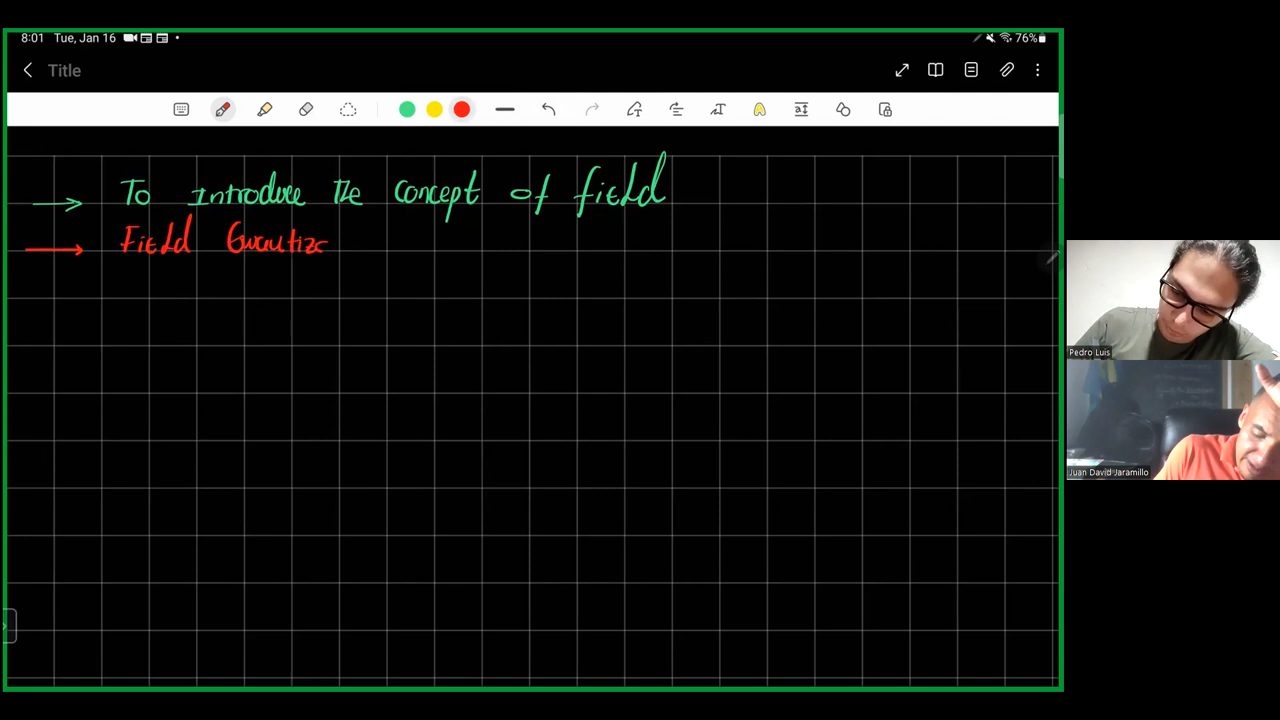 8:01 Tue, Jan 16
76%
Title
→ To introduce the concept of field
→ Field Quantize
Pedro Luis
Juan David Jaramillo